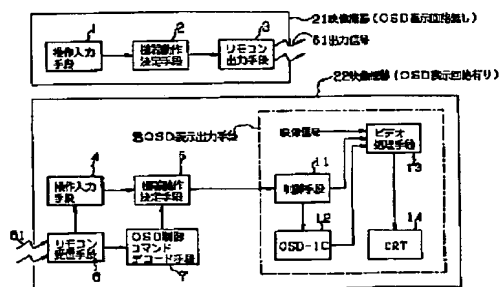 21映像機器(OSD表示回路無し)
1
2
3
操作入力
手段
機器動作
決定手段
リモコン
出力手段
61出力信号
22映像機器(OSD表示回路有り)
8OSD表示出力手段
映像信号
ビデオ
処理手段
13
4
5
11
操作入力
手段
機器動作
決定手段
制御手段
12
14
61
リモコン
受信手段
6
OSD制御
コマンド
デコード手段
7
OSD-IC
CRT